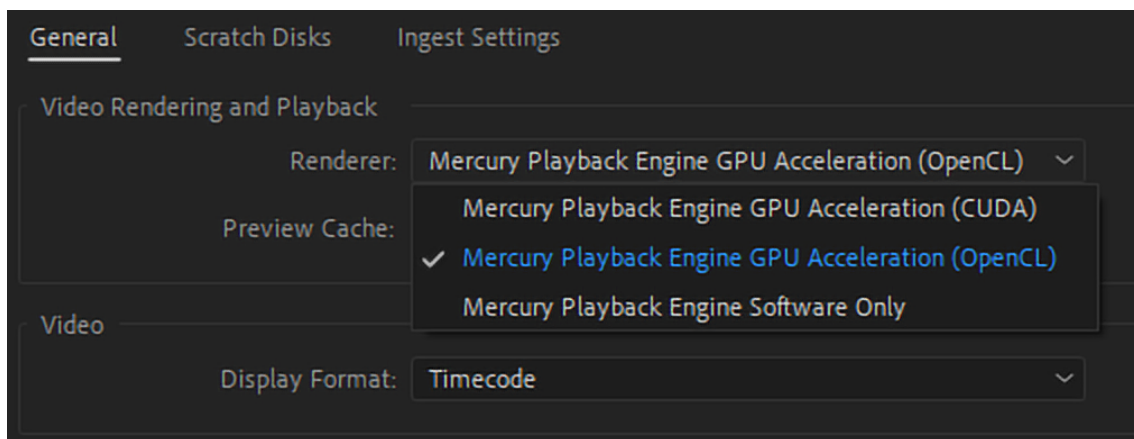 General Scratch Disks Ingest Settings
Video Rendering and Playback
Renderer: Mercury Playback Engine GPU Acceleration (OpenCL)
Mercury Playback Engine GPU Acceleration (CUDA)
Preview Cache:
Mercury Playback Engine GPU Acceleration (OpenCL)
Mercury Playback Engine Software Only
Video
Display Format: Timecode